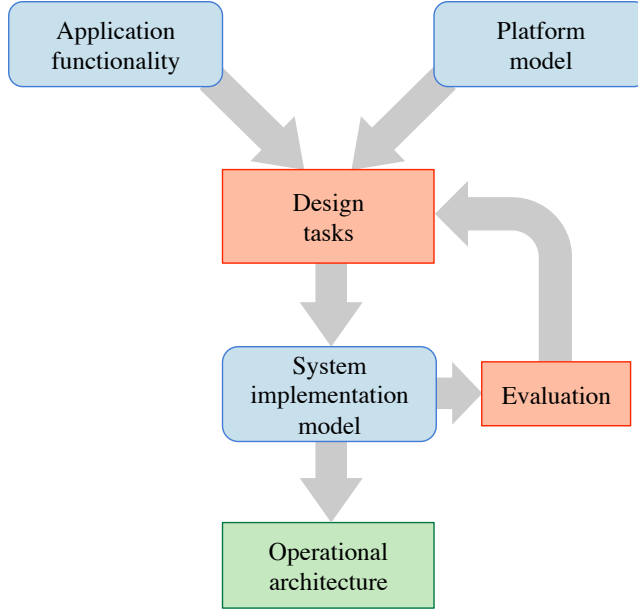 Application
functionality
Platform
model
Design
tasks
System
implementation
model
Evaluation
Operational
architecture